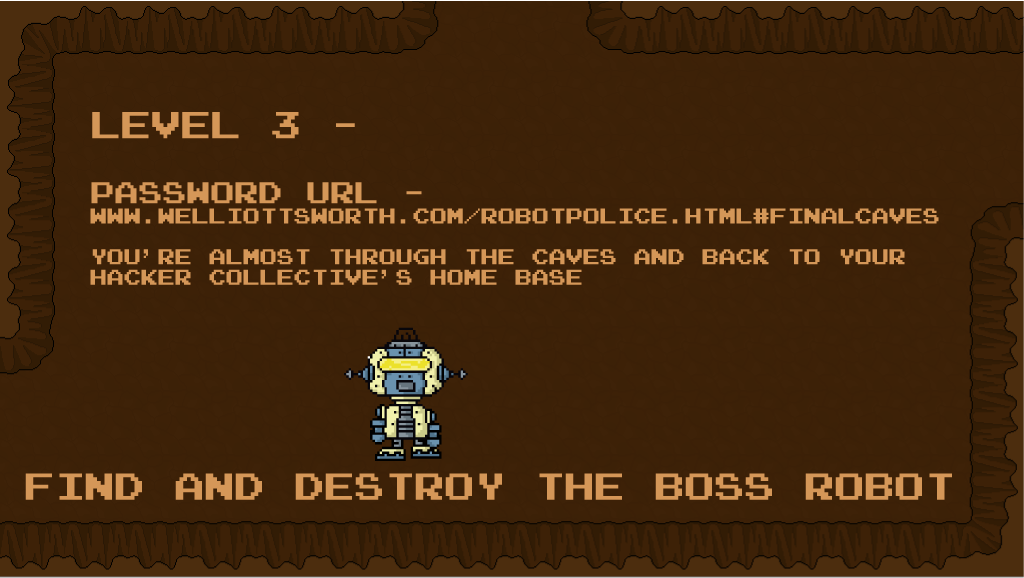 LEVEL 3 -
PASSWORD URL -
WWW.WELLIOTTSWORTH.COM/ROBOTPOLICE.HTML#FINALCAVES
YOU'RE ALMOST THROUGH THE CAVES AND BACK TO YOUR
HACKER COLLECTIVE'S HOME BASE
FIND AND DESTROY THE BOSS ROBOT